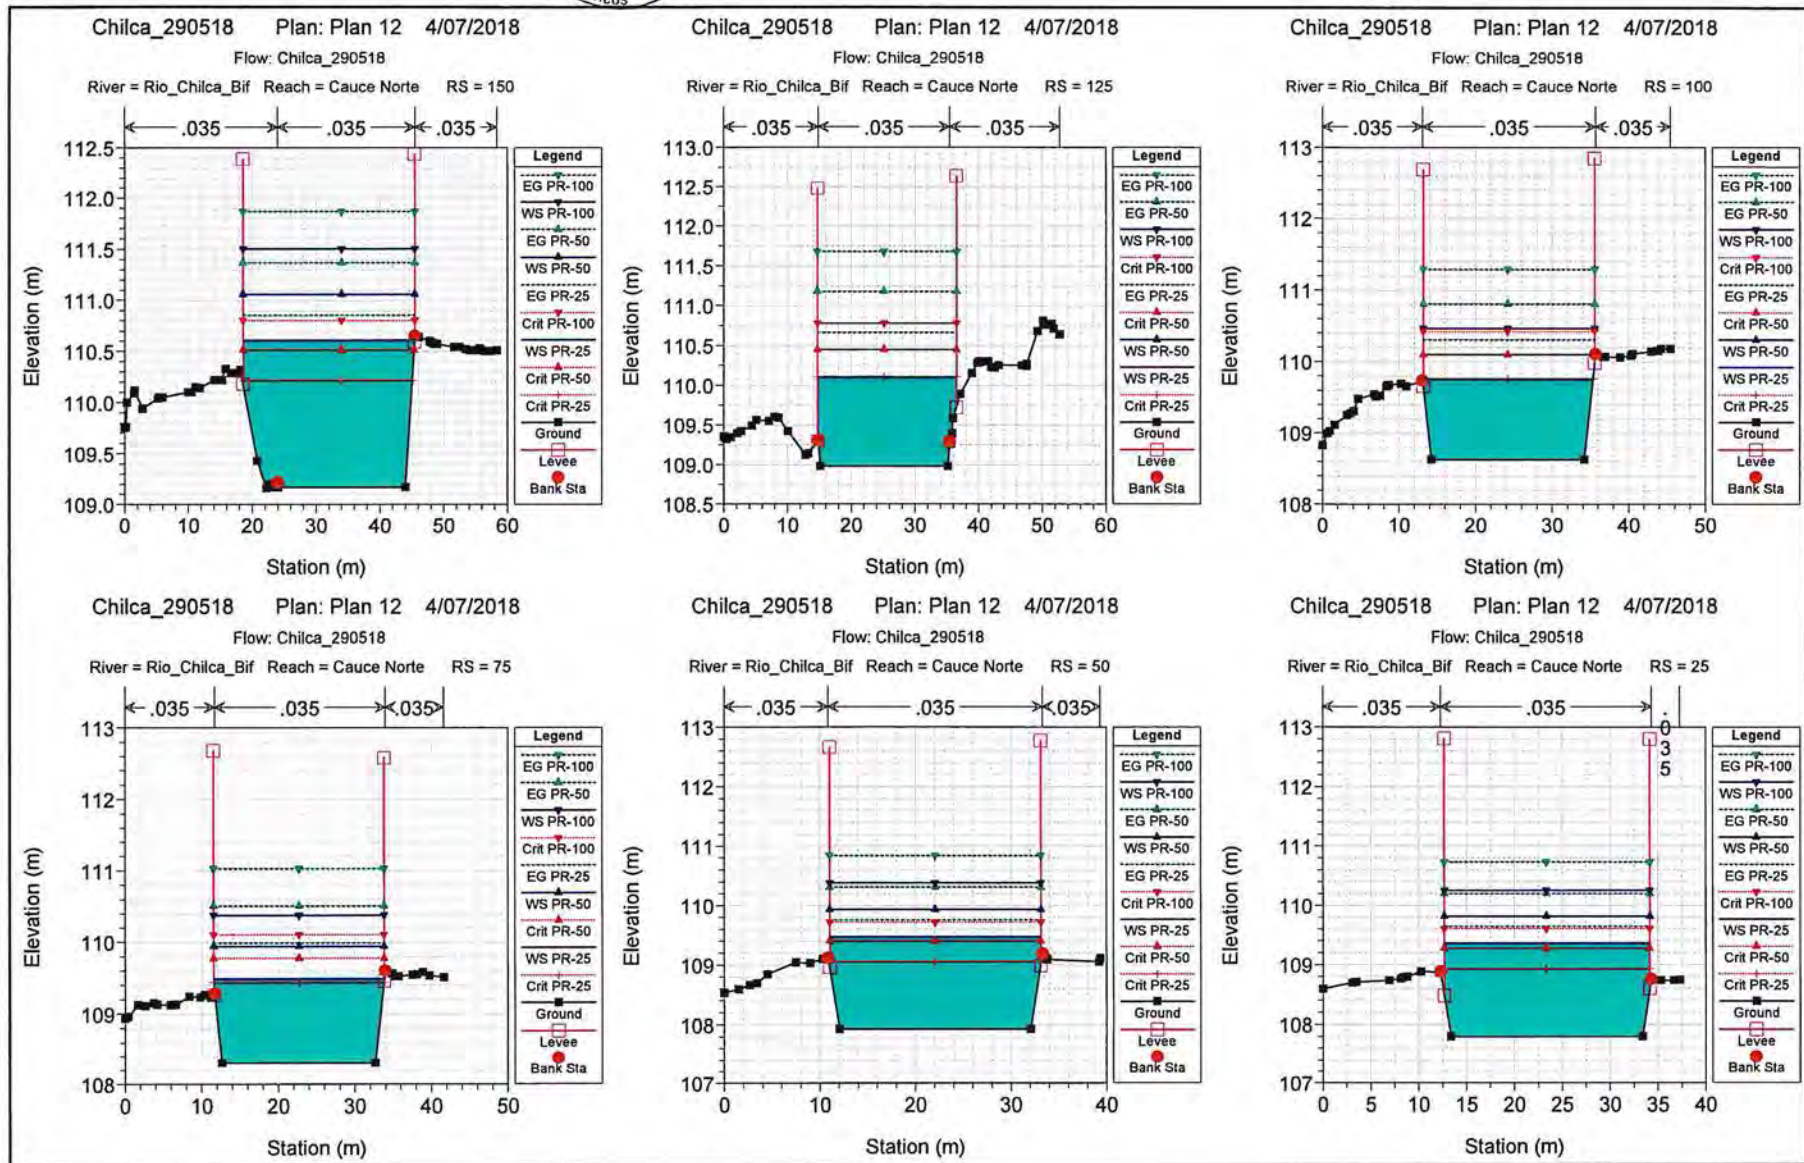 Chilca_290518 Plan: Plan 12 4/07/2018
Flow: Chilca_290518
River = Rio_Chilca_Bif Reach = Cauce Norte RS = 150
.035 .035 .035
112.5
112.0
111.5
111.0
110.5
110.0
109.5
109.0
Elevation (m)
0 10 20 30 40 50 60
Station (m)
Legend
EG PR-100
WS PR-100
EG PR-50
WS PR-50
EG PR-25
Crit PR-100
WS PR-25
Crit PR-50
Crit PR-25
Ground
Levee
Bank Sta
Chilca_290518 Plan: Plan 12 4/07/2018
Flow: Chilca_290518
River = Rio_Chilca_Bif Reach = Cauce Norte RS = 125
.035 .035 .035
113.0
112.5
112.0
111.5
111.0
110.5
110.0
109.5
109.0
108.5
Elevation (m)
0 10 20 30 40 50 60
Station (m)
Legend
EG PR-100
EG PR-50
WS PR-100
Crit PR-100
EG PR-25
Crit PR-50
WS PR-50
WS PR-25
Crit PR-25
Ground
Levee
Bank Sta
Chilca_290518 Plan: Plan 12 4/07/2018
Flow: Chilca_290518
River = Rio_Chilca_Bif Reach = Cauce Norte RS = 100
.035 .035 .035
113
112
111
110
109
108
Elevation (m)
0 10 20 30 40 50
Station (m)
Legend
EG PR-100
EG PR-50
WS PR-100
Crit PR-100
EG PR-25
Crit PR-50
WS PR-50
WS PR-25
Crit PR-25
Ground
Levee
Bank Sta
Chilca_290518 Plan: Plan 12 4/07/2018
Flow: Chilca_290518
River = Rio_Chilca_Bif Reach = Cauce Norte RS = 75
.035 .035 .035
113
112
111
110
109
108
Elevation (m)
0 10 20 30 40 50
Station (m)
Legend
EG PR-100
EG PR-50
WS PR-100
Crit PR-100
EG PR-25
WS PR-50
Crit PR-50
WS PR-25
Crit PR-25
Ground
Levee
Bank Sta
Chilca_290518 Plan: Plan 12 4/07/2018
Flow: Chilca_290518
River = Rio_Chilca_Bif Reach = Cauce Norte RS = 50
.035 .035 .035
113
112
111
110
109
108
107
Elevation (m)
0 10 20 30 40
Station (m)
Legend
EG PR-100
WS PR-100
EG PR-50
WS PR-50
EG PR-25
Crit PR-100
WS PR-25
Crit PR-50
Crit PR-25
Ground
Levee
Bank Sta
Chilca_290518 Plan: Plan 12 4/07/2018
Flow: Chilca_290518
River = Rio_Chilca_Bif Reach = Cauce Norte RS = 25
.035 .035 .035
113
112
111
110
109
108
107
Elevation (m)
0 5 10 15 20 25 30 35 40
Station (m)
Legend
EG PR-100
WS PR-100
EG PR-50
WS PR-50
EG PR-25
Crit PR-100
WS PR-25
Crit PR-50
Crit PR-25
Ground
Levee
Bank Sta